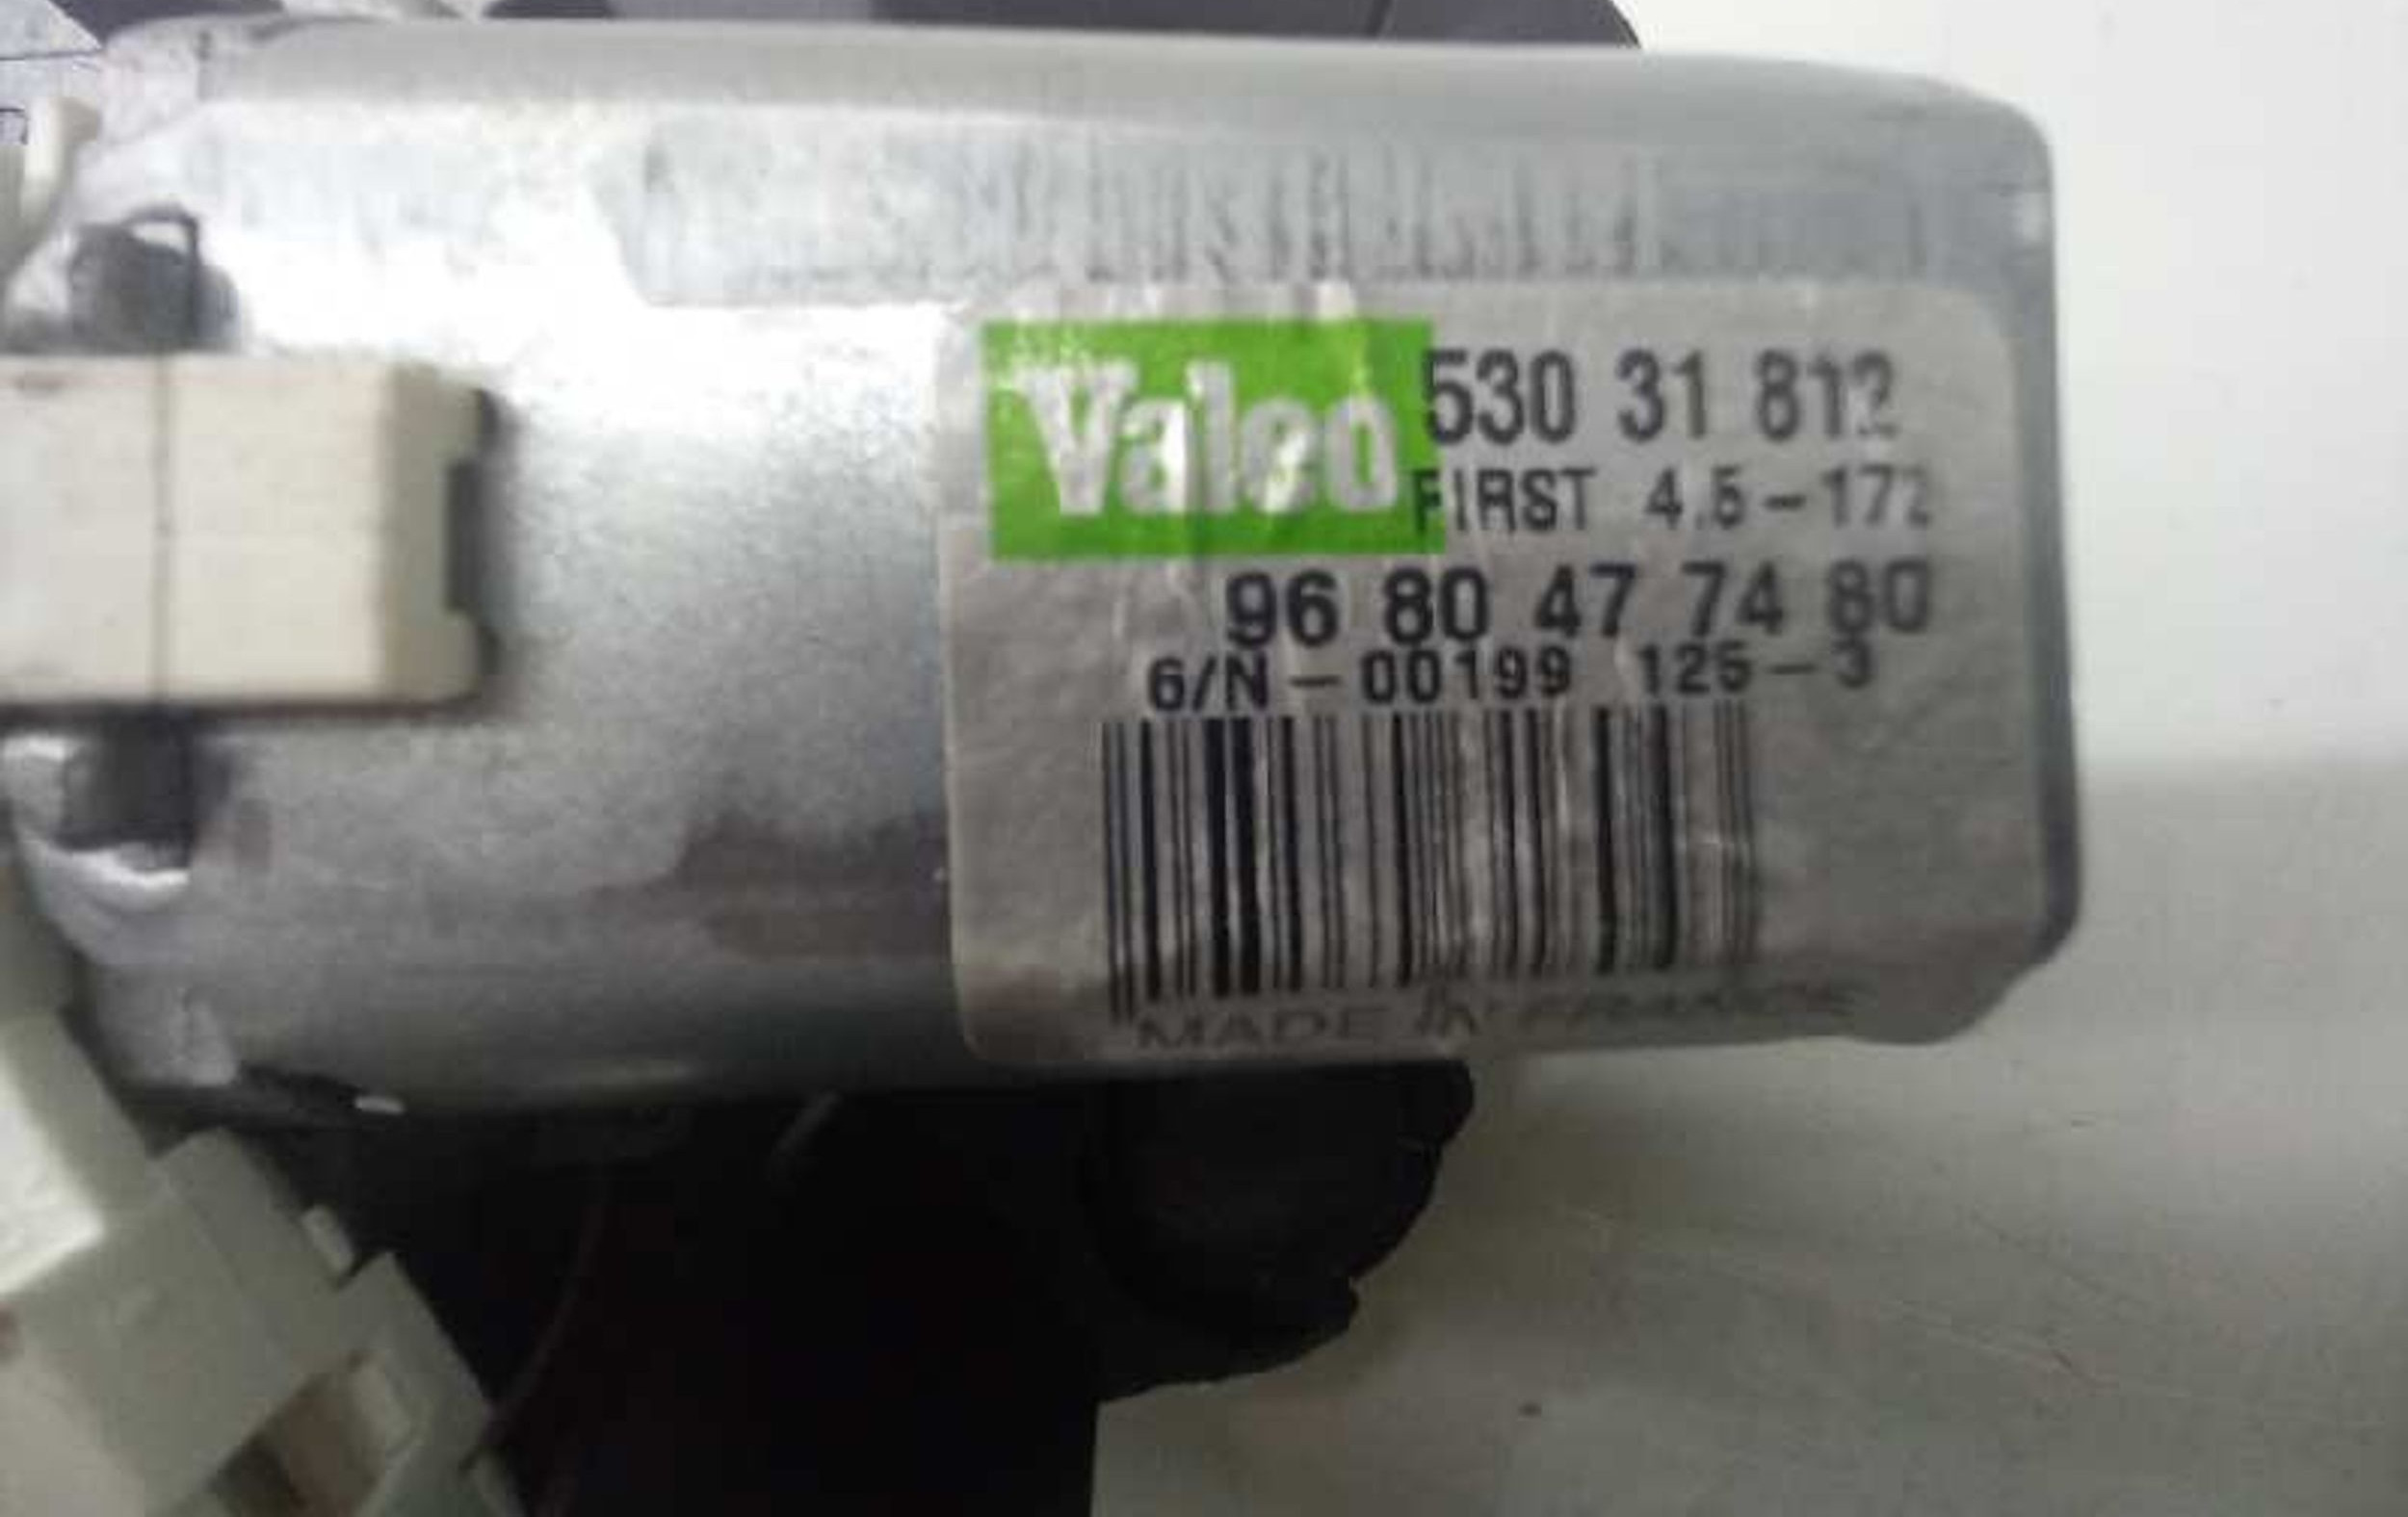 Valeo 530 31 812
FIRST 4.5-172
96 80 47 74 80
6/N-00199 125-3
MADE IN FRANCE